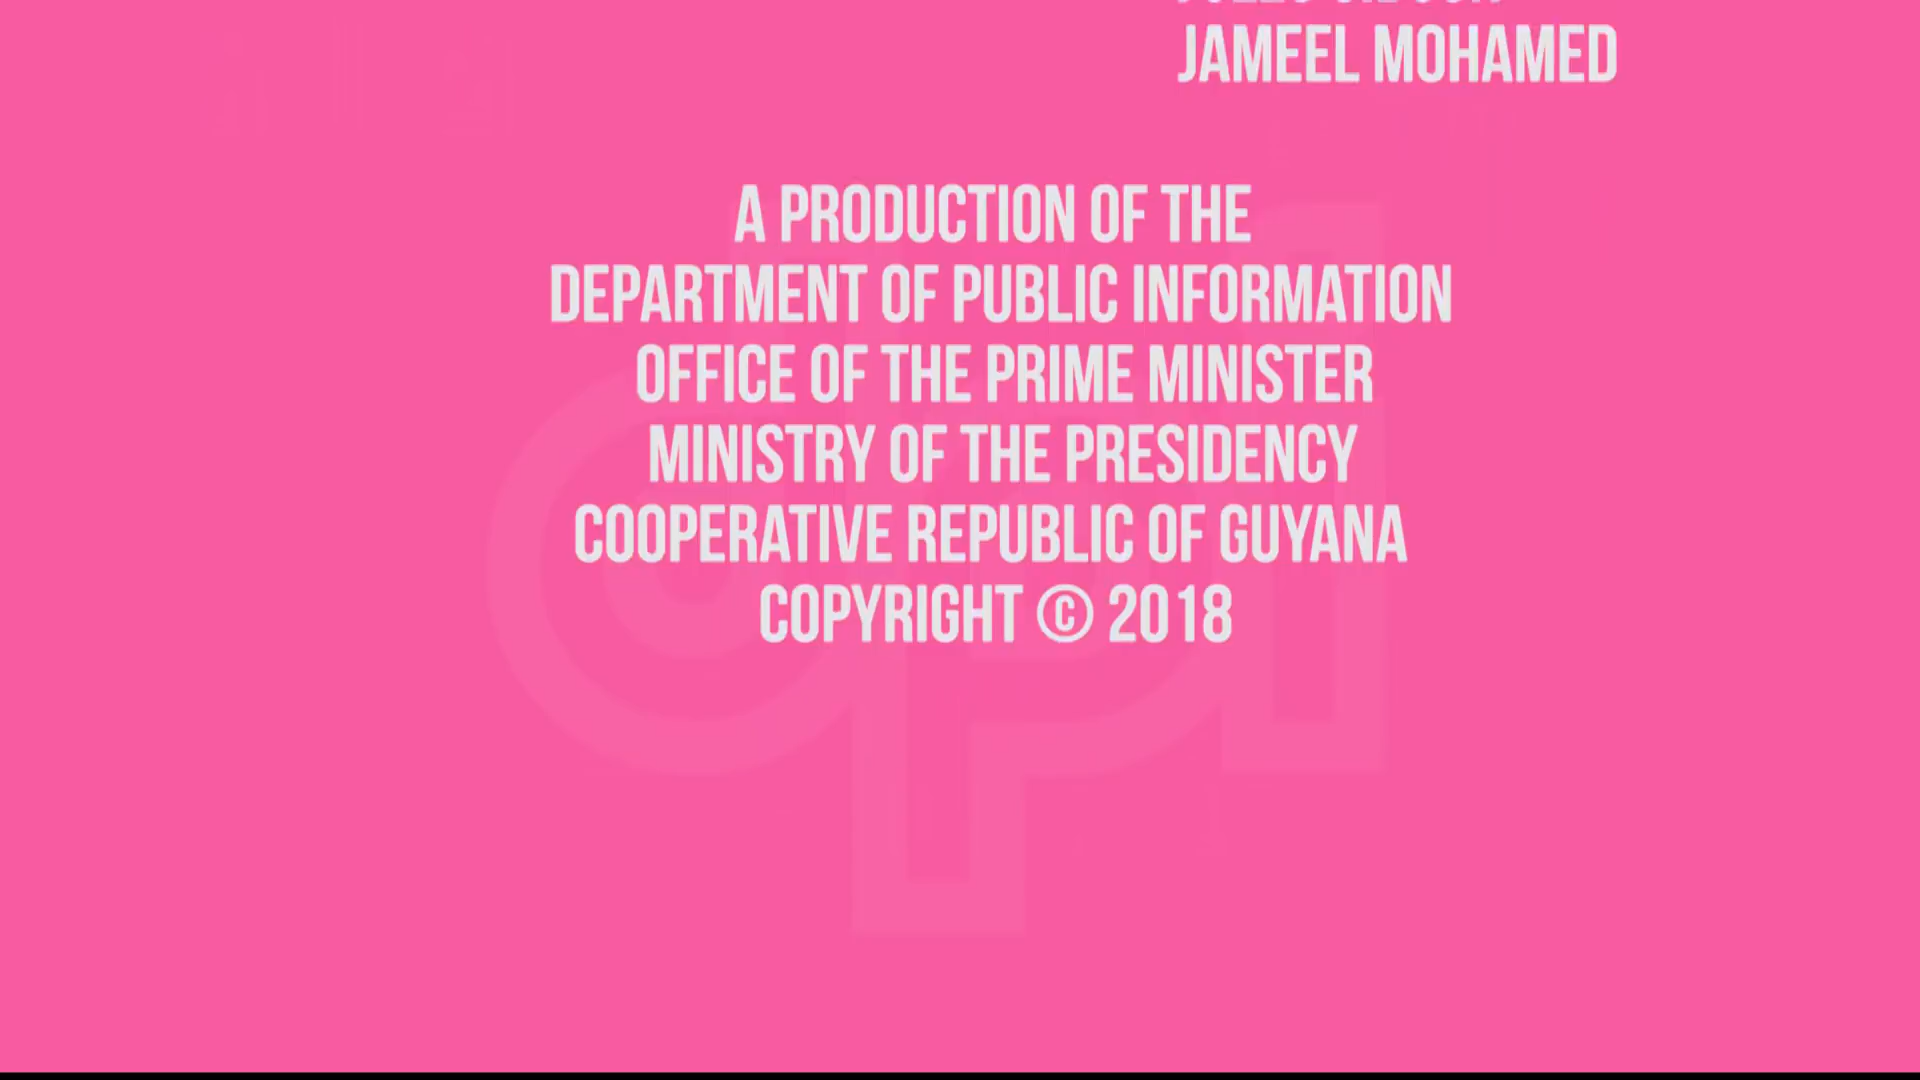 JAMEEL MOHAMED
A PRODUCTION OF THE
DEPARTMENT OF PUBLIC INFORMATION
OFFICE OF THE PRIME MINISTER
MINISTRY OF THE PRESIDENCY
COOPERATIVE REPUBLIC OF GUYANA
COPYRIGHT © 2018
dpi